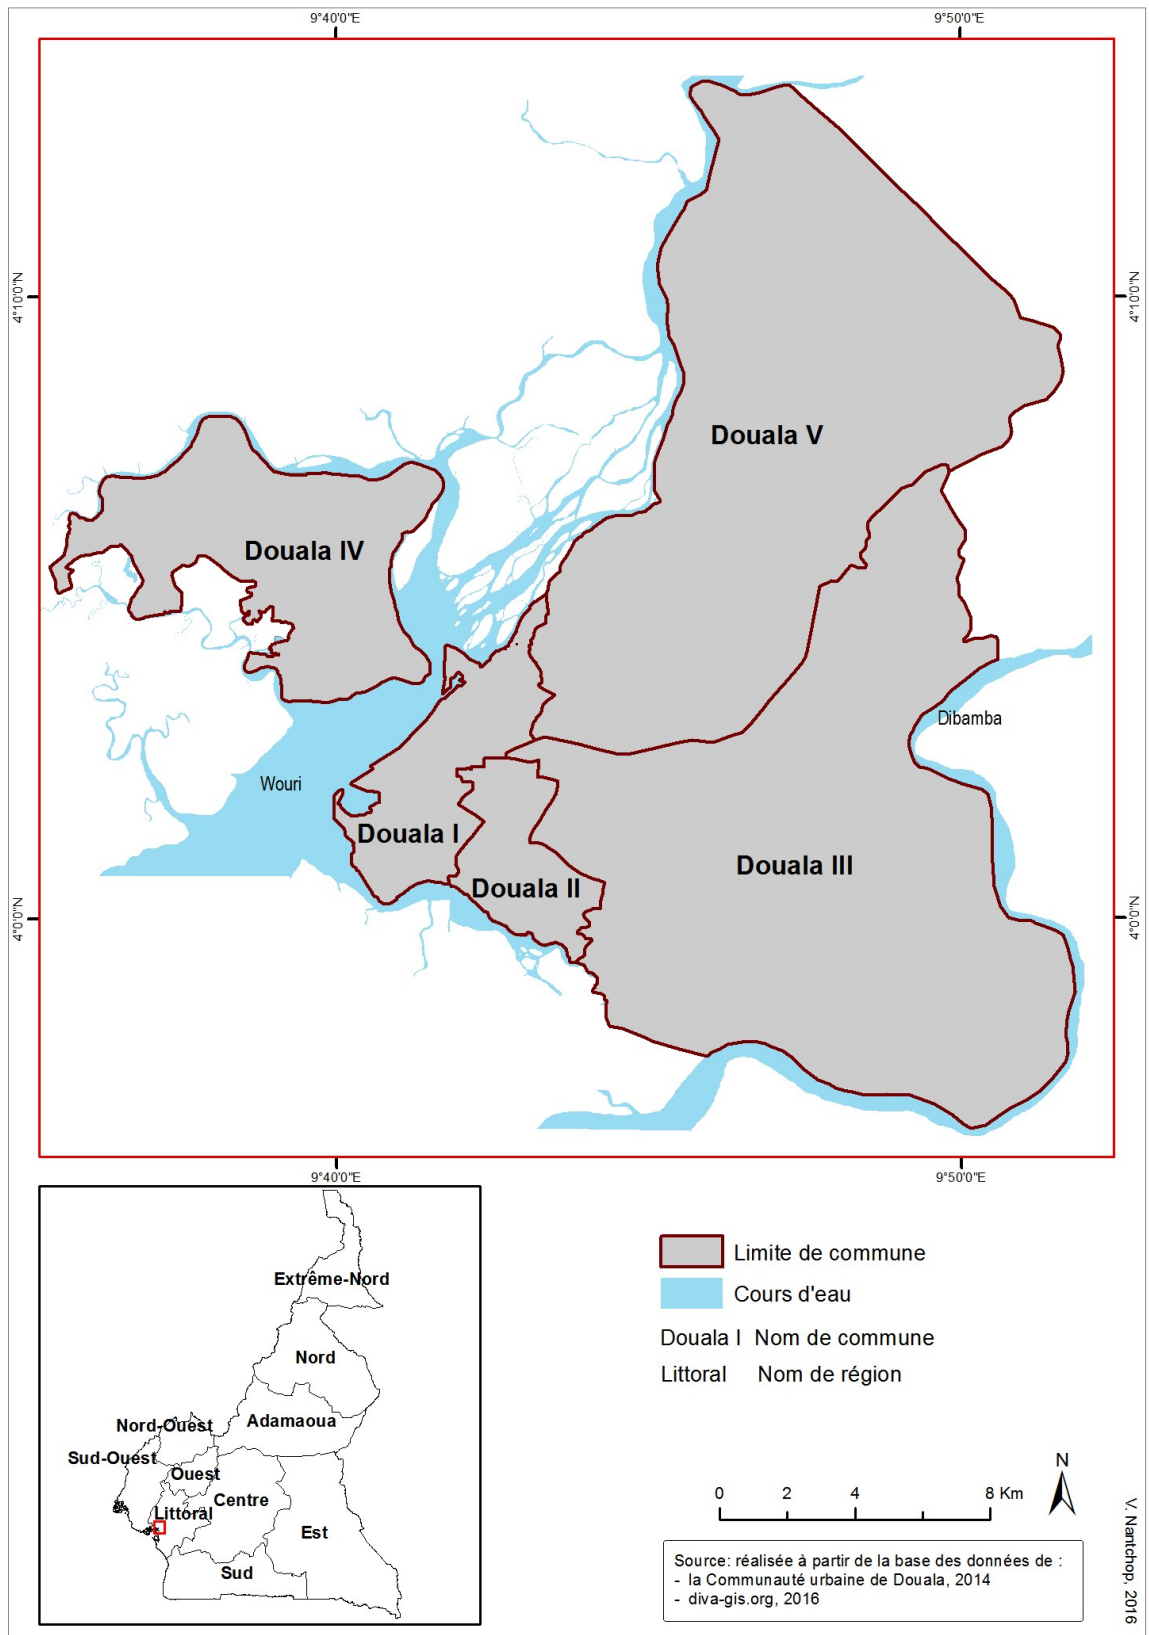 9°40'0"E
9°50'0"E
4°10'0"N
4°10'0"N
Douala V
Douala IV
Dibamba
Wouri
Douala I
Douala III
Douala II
4°0'0"N
4°0'0"N
9°40'0"E
9°50'0"E
Extrême-Nord
Nord
Adamaoua
Nord-Ouest
Sud-Ouest
Ouest
Centre
Littoral
Est
Sud
Limite de commune
Cours d'eau
Douala I Nom de commune
Littoral Nom de région
N
0 2 4 8 Km
Source: réalisée à partir de la base des données de :
- la Communauté urbaine de Douala, 2014
- diva-gis.org, 2016
V. Nantchop, 2016